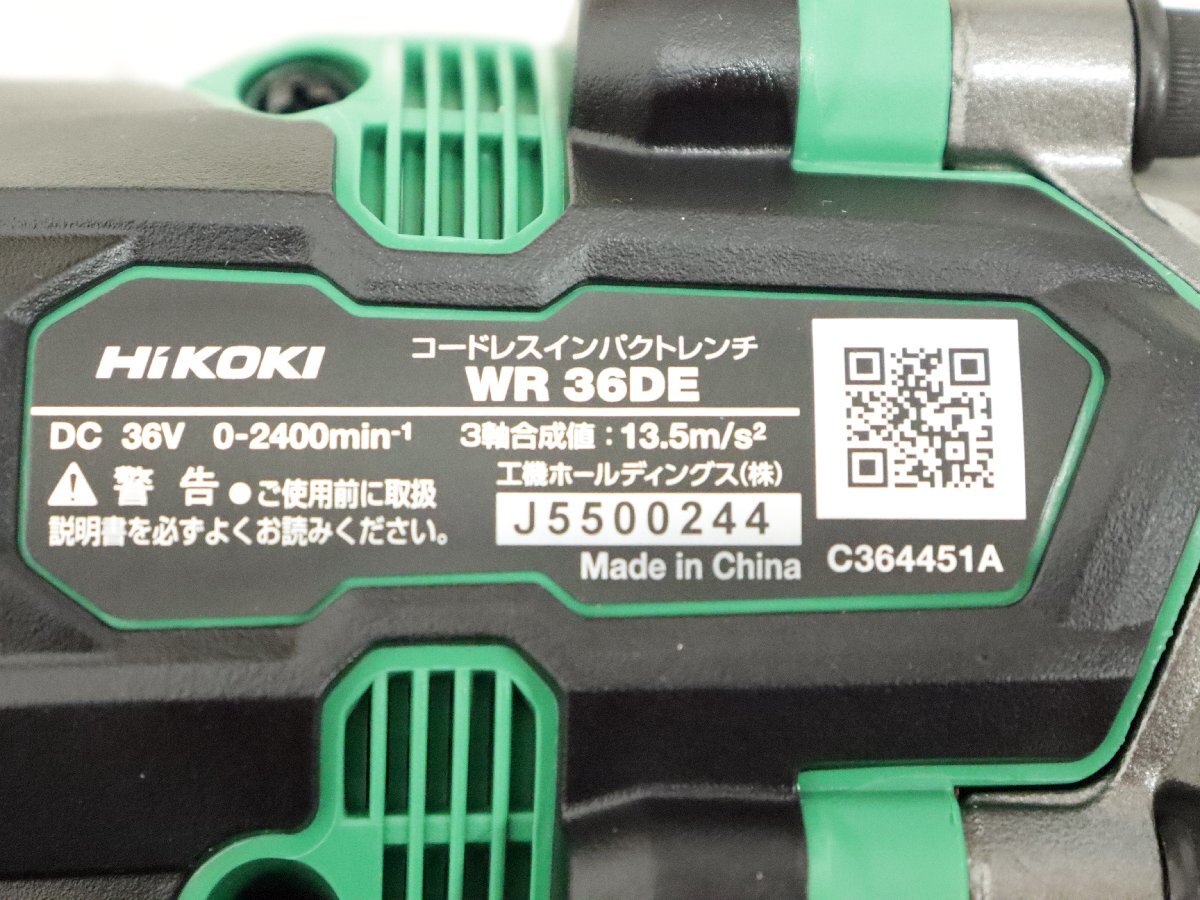 HiKOKI
コードレスインパクトレンチ
WR 36DE
DC 36V 0-2400min-1 3軸合成値:13.5m/s²
警告 ●ご使用前に取扱
説明書を必ずよくお読みください。
工機ホールディングス(株)
J5500244
Made in China
C364451A